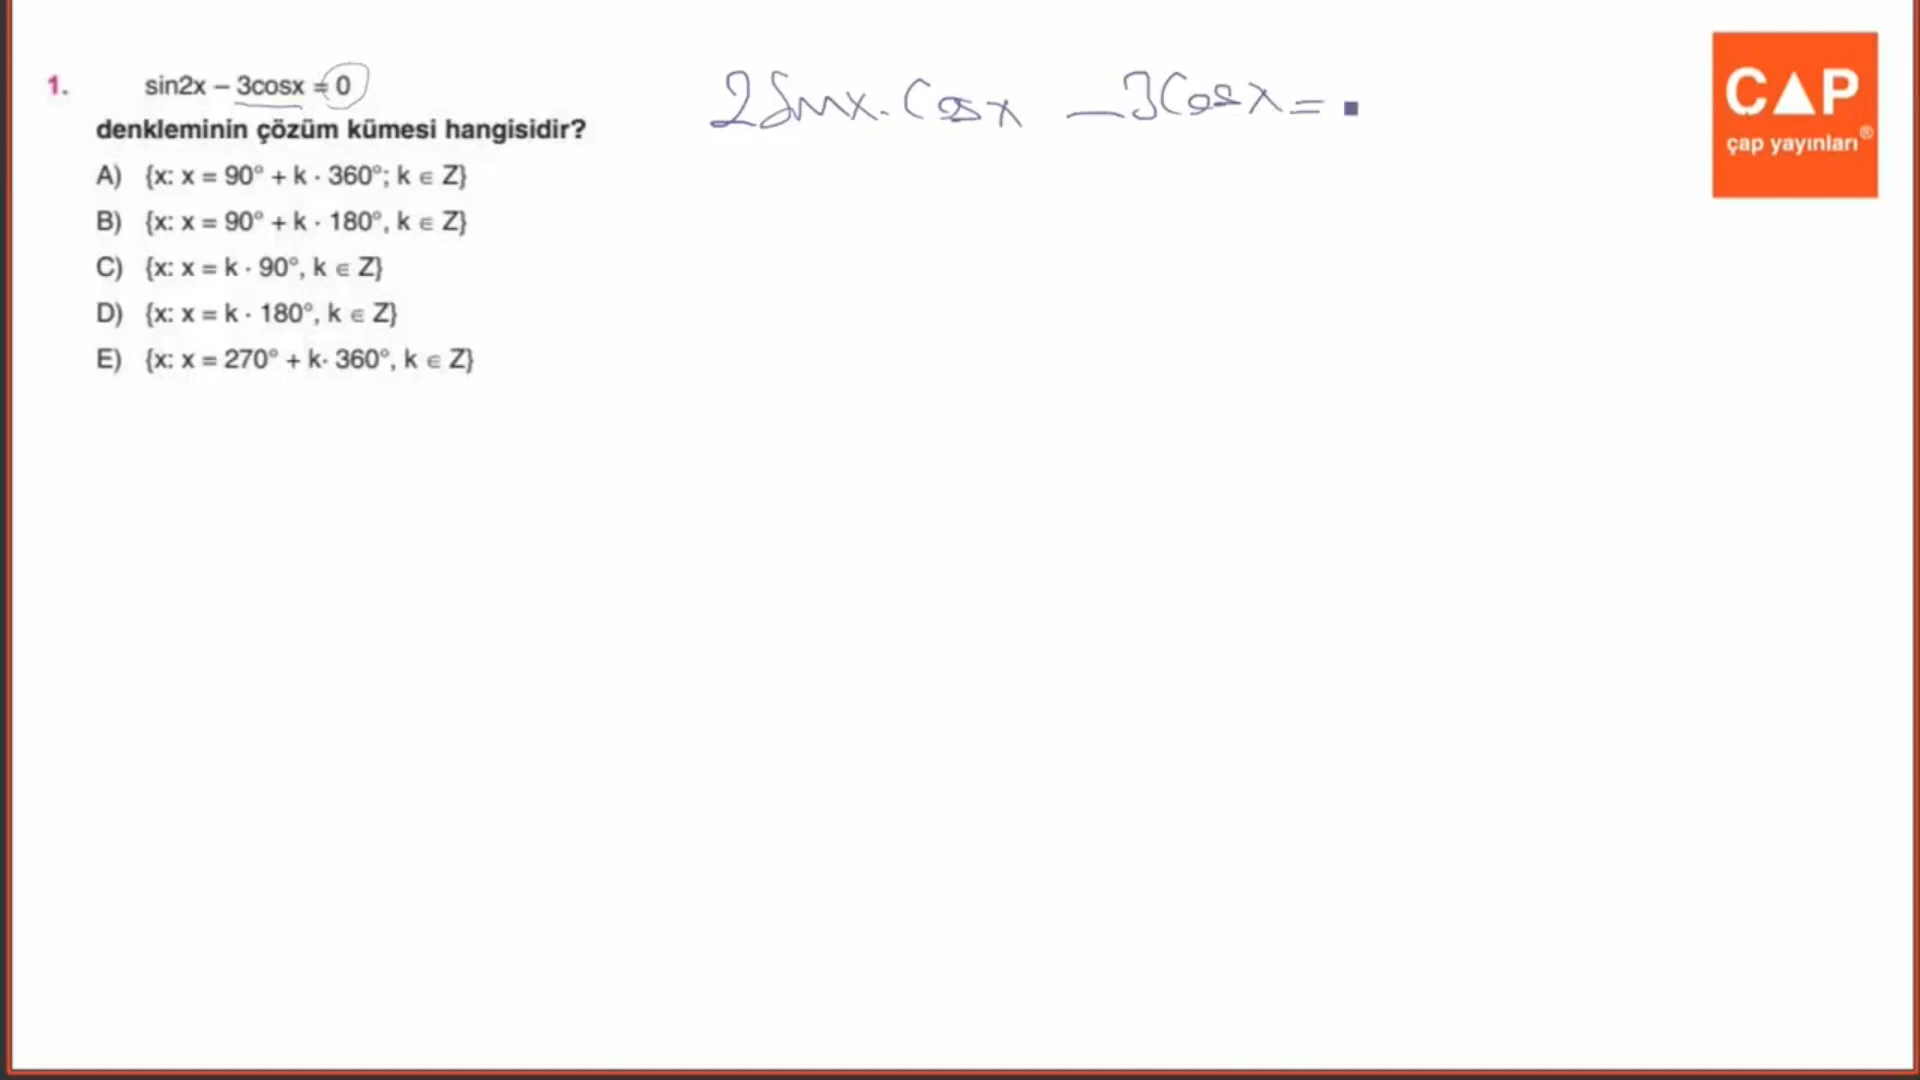 1. sin2x – 3cosx = 0
denkleminin çözüm kümesi hangisidir?
A) {x: x = 90° + k · 360°; k ∈ Z}
B) {x: x = 90° + k · 180°, k ∈ Z}
C) {x: x = k · 90°, k ∈ Z}
D) {x: x = k · 180°, k ∈ Z}
E) {x: x = 270° + k· 360°, k ∈ Z}
2Sinx. Cosx – 3Cosx =
ÇAP
çap yayınları®